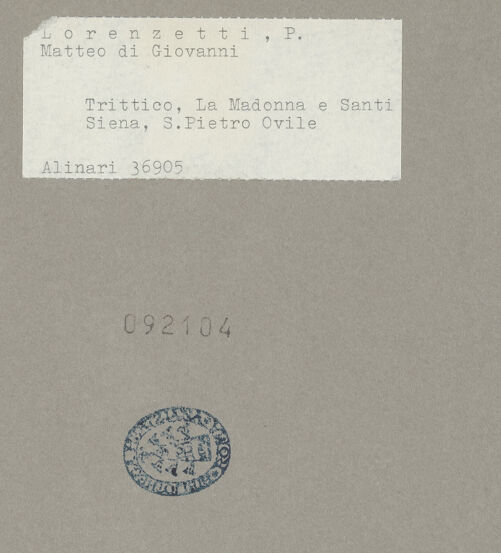 Lorenzetti, P.
Matteo di Giovanni
Trittico, La Madonna e Santi
Siena, S.Pietro Ovile
Alinari 36905
092104